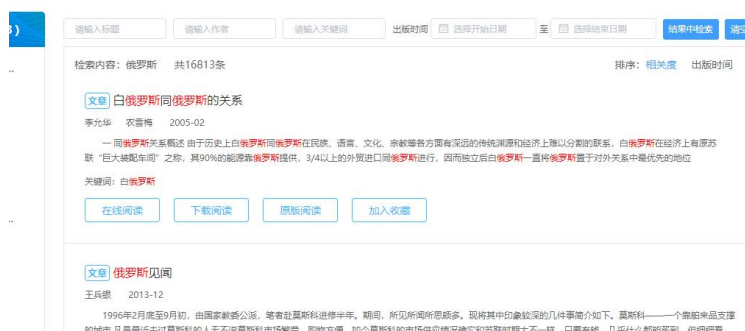 3)
请输入标题 请输入作者 请输入关键词 出版时间 选择开始日期 至 选择结束日期 结果中检索
检索内容：俄罗斯 共16813条 排序：相关度 出版时间
文章 白俄罗斯同俄罗斯的关系
李允华 农雪梅 2005-02
一 同俄罗斯关系概述 由于历史上白俄罗斯同俄罗斯在民族、语言、文化、宗教等各方面有深远的传统渊源和经济上难以分割的联系，白俄罗斯在经济上有原苏
联“巨大装配车间”之称，其90%的能源靠俄罗斯提供，3/4以上的外贸进口同俄罗斯进行，因而独立后白俄罗斯一直将俄罗斯置于对外关系中最优先的地位
关键词：白俄罗斯
在线阅读 下载阅读 原版阅读 加入收藏
文章 俄罗斯见闻
王兵银 2013-12
1996年2月底至9月初，由国家教委公派，笔者赴莫斯科进修半年。期间，所见所闻所思颇多。现将其中印象较深的几件事简介如下。莫斯科——一个靠舶来品支撑